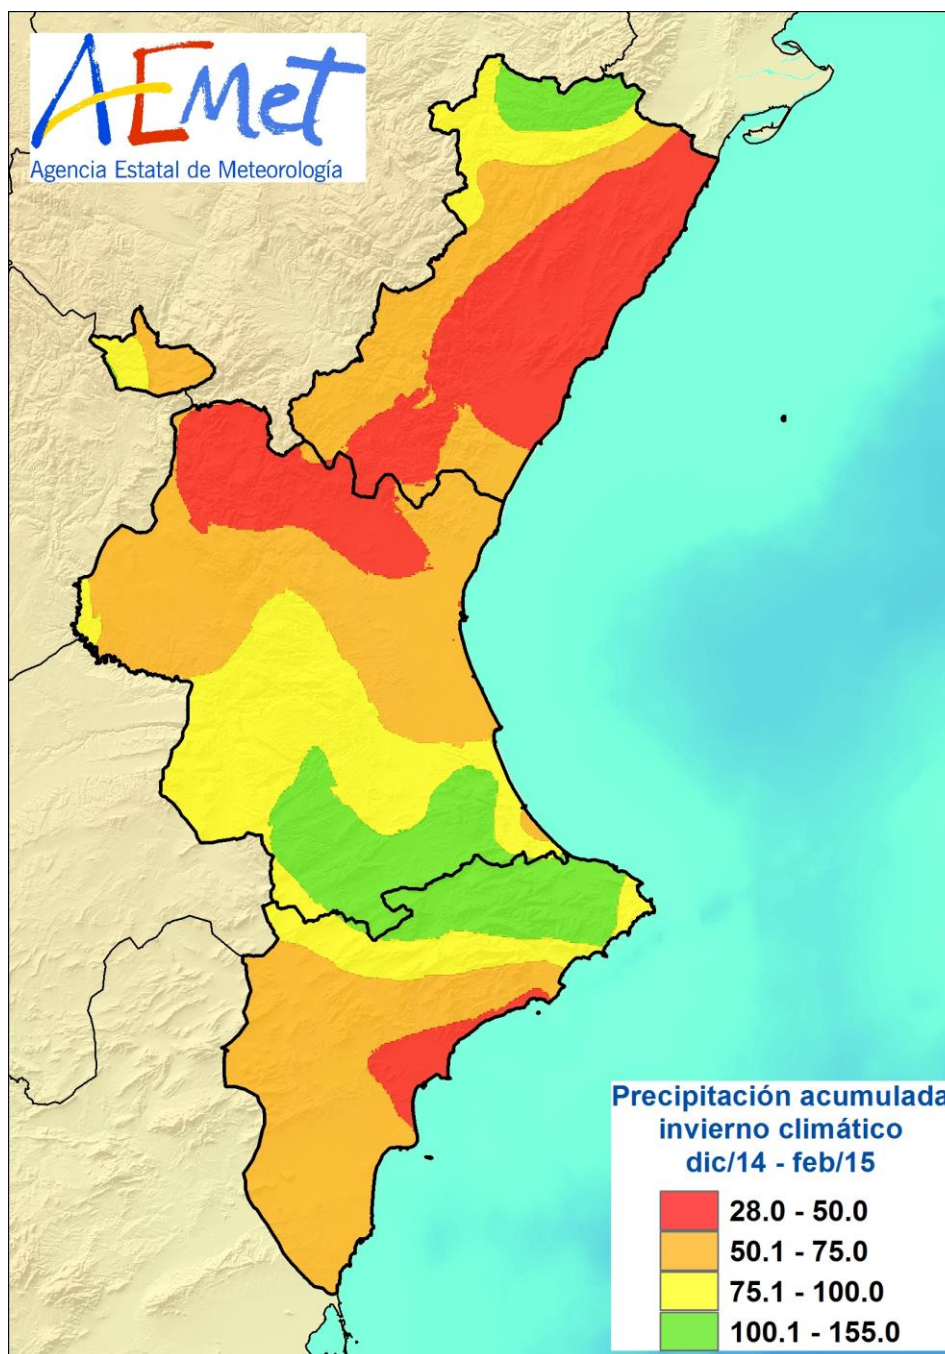 AEMet
Agencia Estatal de Meteorología
Precipitación acumulada
invierno climático
dic/14 - feb/15
28.0 - 50.0
50.1 - 75.0
75.1 - 100.0
100.1 - 155.0